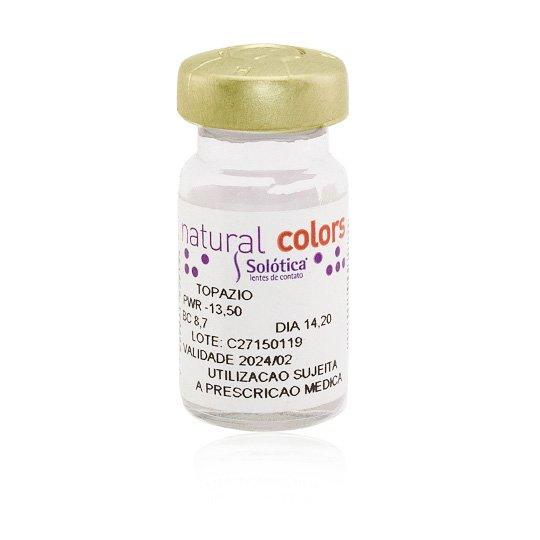 natural colors
Solótica
lentes de contato
TOPAZIO
PWR -13,50
BC 8,7 DIA 14,20
LOTE: C27150119
VALIDADE 2024/02
UTILIZACAO SUJEITA
A PRESCRICAO MEDICA